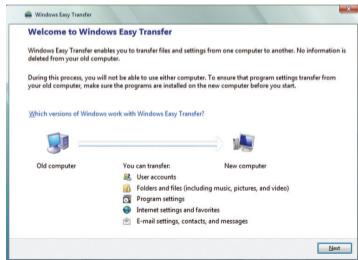 Windows Easy Transfer
Welcome to Windows Easy Transfer
Windows Easy Transfer enables you to transfer files and settings from one computer to another. No information is
deleted from your old computer.
During this process, you will not be able to use either computer. To ensure that program settings transfer from
your old computer, make sure the programs are installed on the new computer before you start.
Which versions of Windows work with Windows Easy Transfer?
Old computer
You can transfer:
New computer
User accounts
Folders and files (including music, pictures, and video)
Program settings
Internet settings and favorites
E-mail settings, contacts, and messages
Next